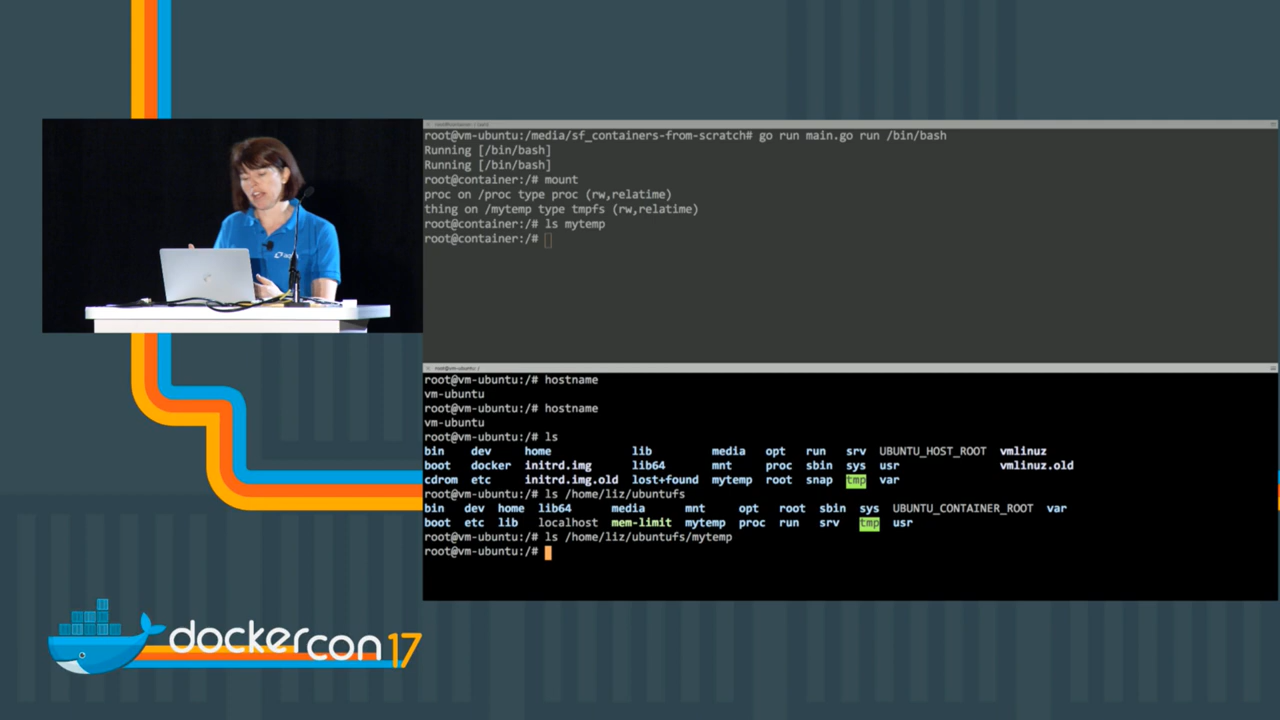 root@vm-ubuntu:/media/sf_containers-from-scratch# go run main.go run /bin/bash
Running [/bin/bash]
Running [/bin/bash]
root@container:/# mount
proc on /proc type proc (rw,relatime)
thing on /mytemp type tmpfs (rw,relatime)
root@container:/# ls mytemp
root@container:/#
root@vm-ubuntu:/# hostname
vm-ubuntu
root@vm-ubuntu:/# hostname
vm-ubuntu
root@vm-ubuntu:/# ls
bin dev home lib media opt run srv UBUNTU_HOST_ROOT vmlinuz
boot docker initrd.img lib64 mnt proc sbin sys usr vmlinuz.old
cdrom etc initrd.img.old lost+found mytemp root snap tmp var
root@vm-ubuntu:/# ls /home/liz/ubuntufs
bin dev home lib64 media mnt opt root sbin sys UBUNTU_CONTAINER_ROOT var
boot etc lib localhost mem-limit mytemp proc run srv tmp usr
root@vm-ubuntu:/# ls /home/liz/ubuntufs/mytemp
root@vm-ubuntu:/#
dockercon 17